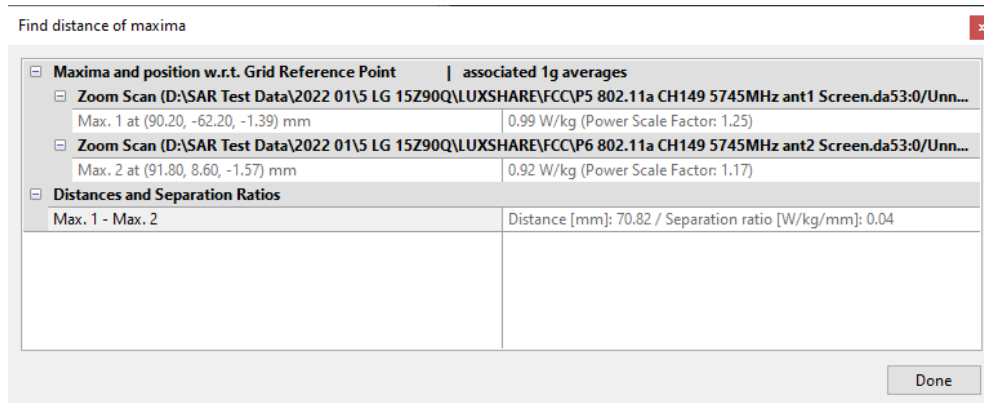 Find distance of maxima
Maxima and position w.r.t. Grid Reference Point | associated 1g averages
Zoom Scan (D:\SAR Test Data\2022 01\5 LG 15Z90Q\LUXSHARE\FCC\P5 802.11a CH149 5745MHz ant1 Screen.da53:0/Unn...
Max. 1 at (90.20, -62.20, -1.39) mm 0.99 W/kg (Power Scale Factor: 1.25)
Zoom Scan (D:\SAR Test Data\2022 01\5 LG 15Z90Q\LUXSHARE\FCC\P6 802.11a CH149 5745MHz ant2 Screen.da53:0/Unn...
Max. 2 at (91.80, 8.60, -1.57) mm 0.92 W/kg (Power Scale Factor: 1.17)
Distances and Separation Ratios
Max. 1 - Max. 2 Distance [mm]: 70.82 / Separation ratio [W/kg/mm]: 0.04
Done